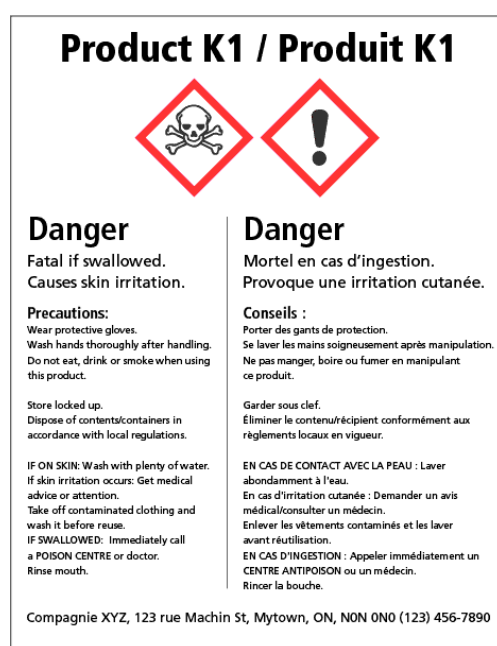 Product K1 / Produit K1
Danger
Fatal if swallowed.
Causes skin irritation.
Precautions:
Wear protective gloves.
Wash hands thoroughly after handling.
Do not eat, drink or smoke when using
this product.
Store locked up.
Dispose of contents/containers in
accordance with local regulations.
IF ON SKIN: Wash with plenty of water.
If skin irritation occurs: Get medical
advice or attention.
Take off contaminated clothing and
wash it before reuse.
IF SWALLOWED: Immediately call
a POISON CENTRE or doctor.
Rinse mouth.
Danger
Mortel en cas d'ingestion.
Provoque une irritation cutanée.
Conseils :
Porter des gants de protection.
Se laver les mains soigneusement après manipulation.
Ne pas manger, boire ou fumer en manipulant
ce produit.
Garder sous clef.
Éliminer le contenu/récipient conformément aux
règlements locaux en vigueur.
EN CAS DE CONTACT AVEC LA PEAU : Laver
abondamment à l'eau.
En cas d'irritation cutanée : Demander un avis
médical/consulter un médecin.
Enlever les vêtements contaminés et les laver
avant réutilisation.
EN CAS D'INGESTION : Appeler immédiatement un
CENTRE ANTIPOISON ou un médecin.
Rincer la bouche.
Compagnie XYZ, 123 rue Machin St, Mytown, ON, N0N 0N0 (123) 456-7890